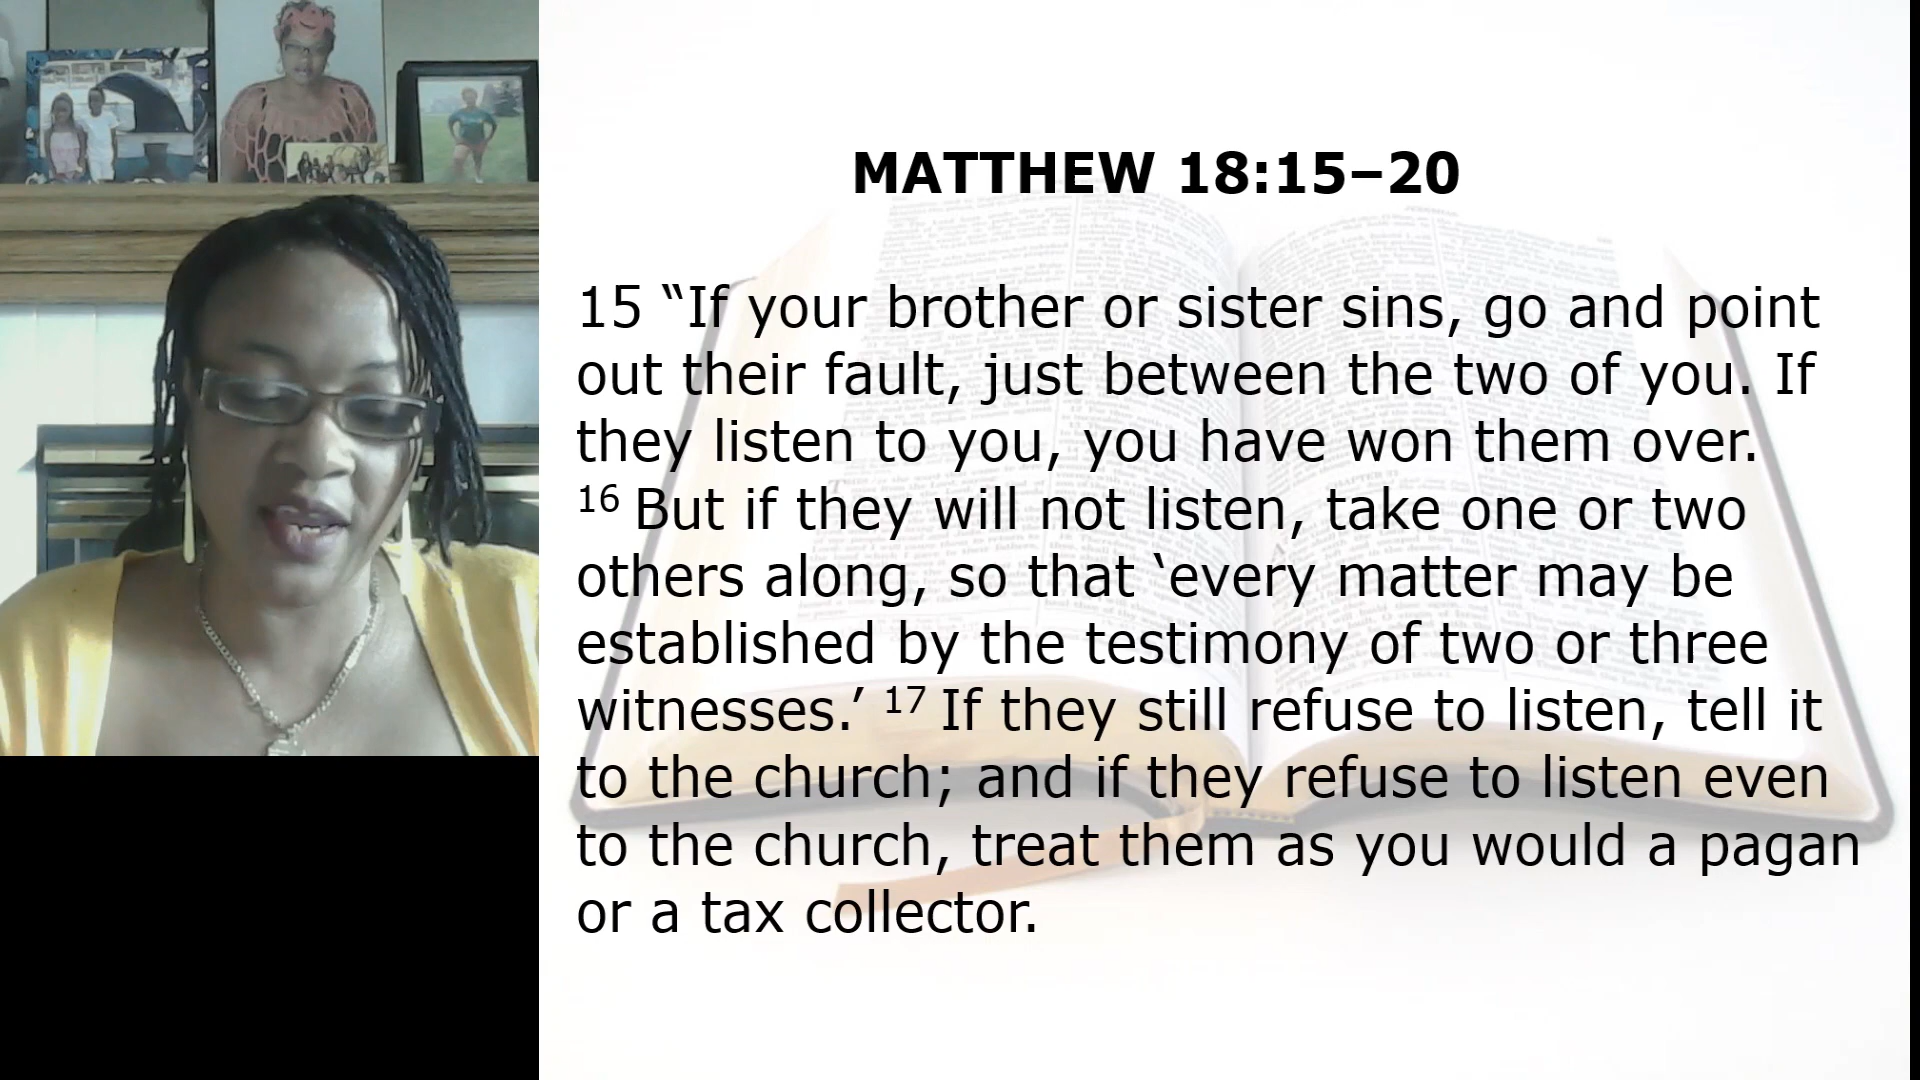 MATTHEW 18:15–20
15 “If your brother or sister sins, go and point
out their fault, just between the two of you. If
they listen to you, you have won them over.
16 But if they will not listen, take one or two
others along, so that ‘every matter may be
established by the testimony of two or three
witnesses.’ 17 If they still refuse to listen, tell it
to the church; and if they refuse to listen even
to the church, treat them as you would a pagan
or a tax collector.